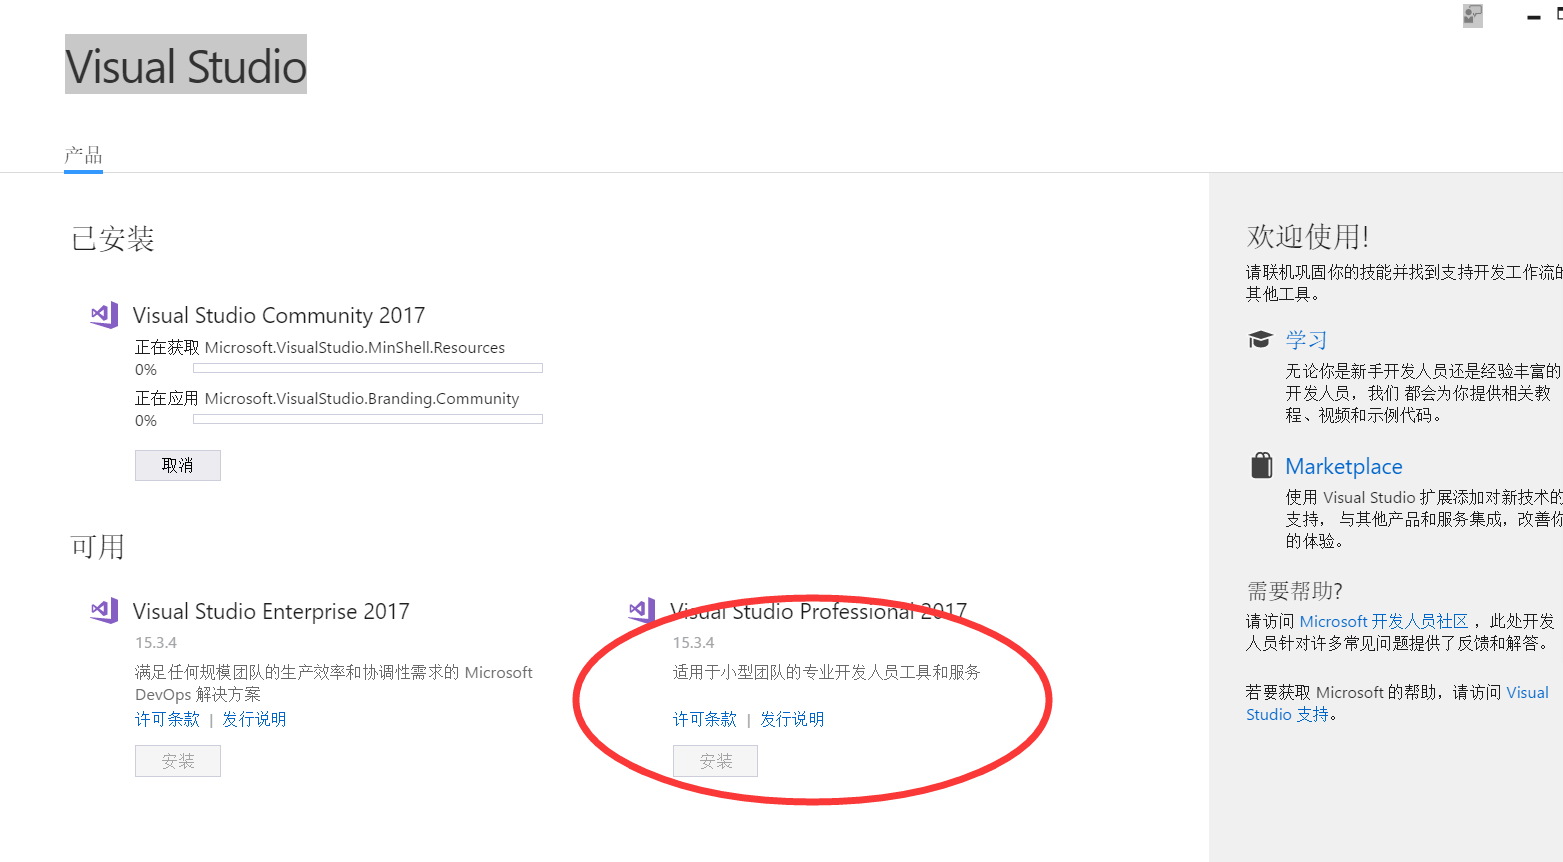 Visual Studio
产品
已安装
Visual Studio Community 2017
正在获取 Microsoft.VisualStudio.MinShell.Resources
0%
正在应用 Microsoft.VisualStudio.Branding.Community
0%
取消
可用
Visual Studio Enterprise 2017
15.3.4
满足任何规模团队的生产效率和协调性需求的 Microsoft
DevOps 解决方案
许可条款 | 发行说明
安装
Visual Studio Professional 2017
15.3.4
适用于小型团队的专业开发人员工具和服务
许可条款 | 发行说明
安装
欢迎使用!
请联机巩固你的技能并找到支持开发工作流的
其他工具。
学习
无论你是新手开发人员还是经验丰富的
开发人员，我们 都会为你提供相关教
程、视频和示例代码。
Marketplace
使用 Visual Studio 扩展添加对新技术的
支持， 与其他产品和服务集成，改善你
的体验。
需要帮助?
请访问 Microsoft 开发人员社区 ，此处开发
人员针对许多常见问题提供了反馈和解答。
若要获取 Microsoft 的帮助，请访问 Visual
Studio 支持。